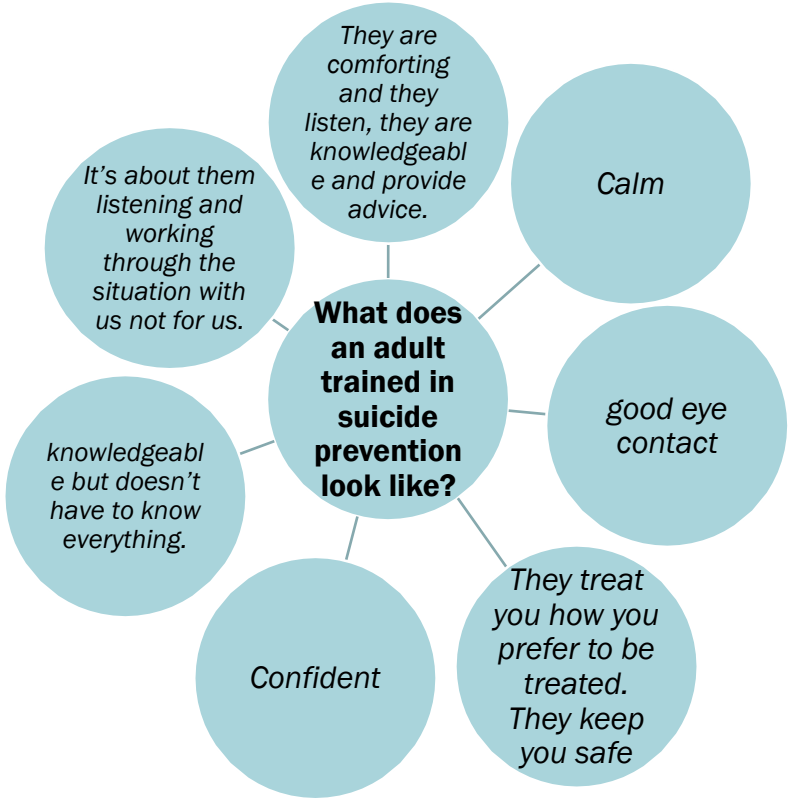 They are
comforting
and they
listen, they are
knowledgeabl
e and provide
advice.
Calm
good eye
contact
They treat
you how you
prefer to be
treated.
They keep
you safe
Confident
knowledgeabl
e but doesn’t
have to know
everything.
It’s about them
listening and
working
through the
situation with
us not for us.
What does
an adult
trained in
suicide
prevention
look like?